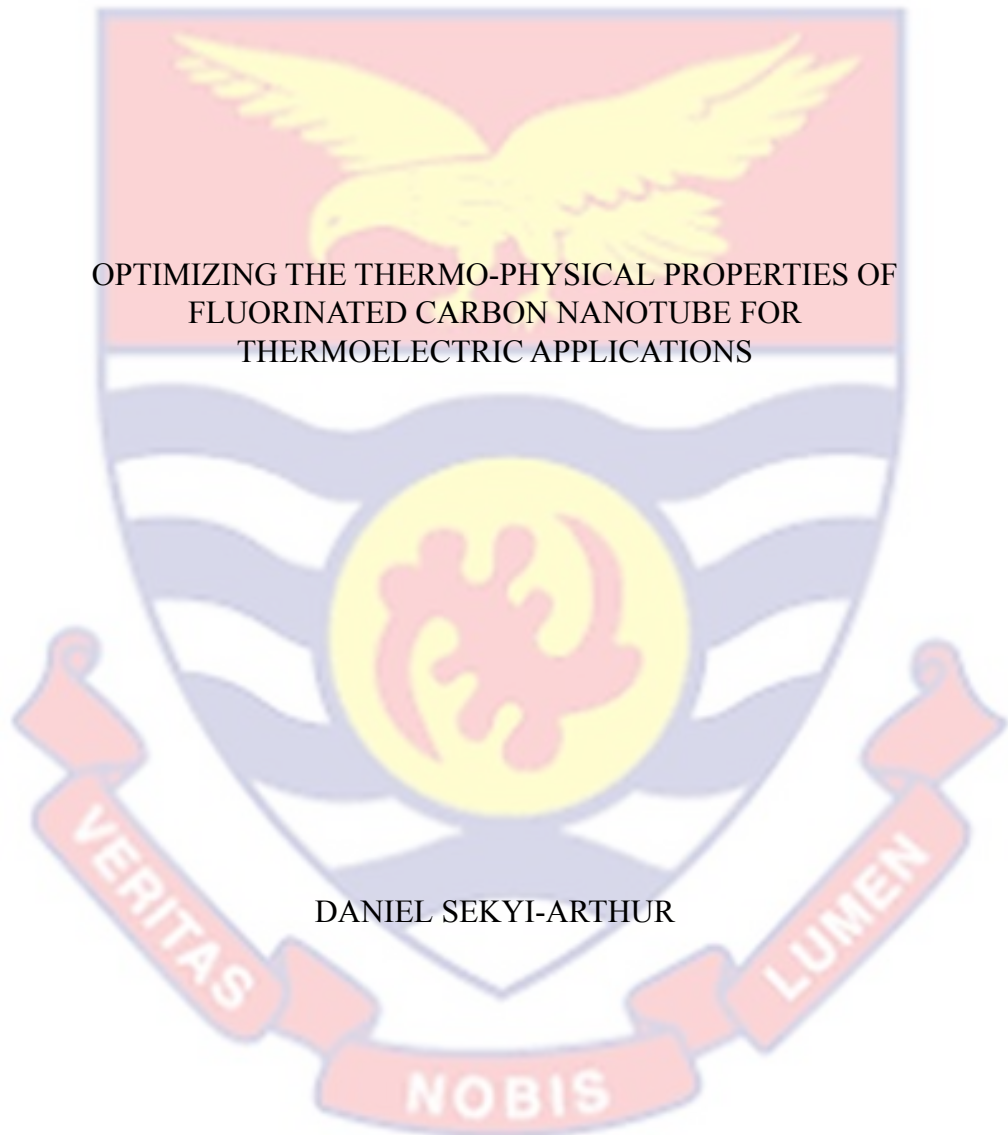 OPTIMIZING THE THERMO-PHYSICAL PROPERTIES OF
FLUORINATED CARBON NANOTUBE FOR
THERMOELECTRIC APPLICATIONS
DANIEL SEKYI-ARTHUR
VERITAS
NOBIS
LUMEN